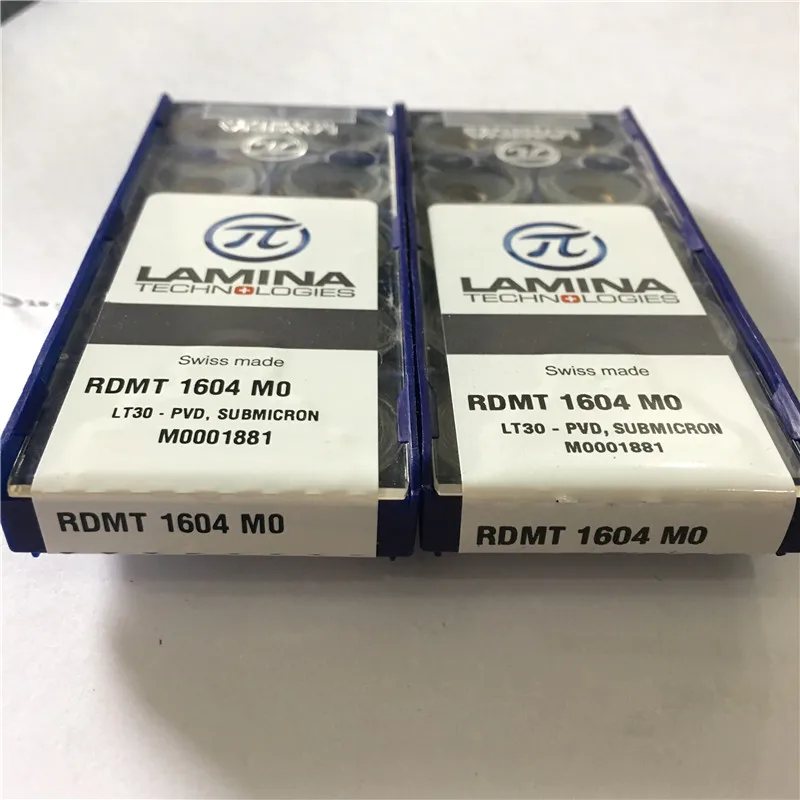 π
LAMINA
TECHNOLOGIES
Swiss made
RDMT 1604 M0
LT30 - PVD, SUBMICRON
M0001881
RDMT 1604 M0
π
LAMINA
TECHNOLOGIES
Swiss made
RDMT 1604 M0
LT30 - PVD, SUBMICRON
M0001881
RDMT 1604 M0